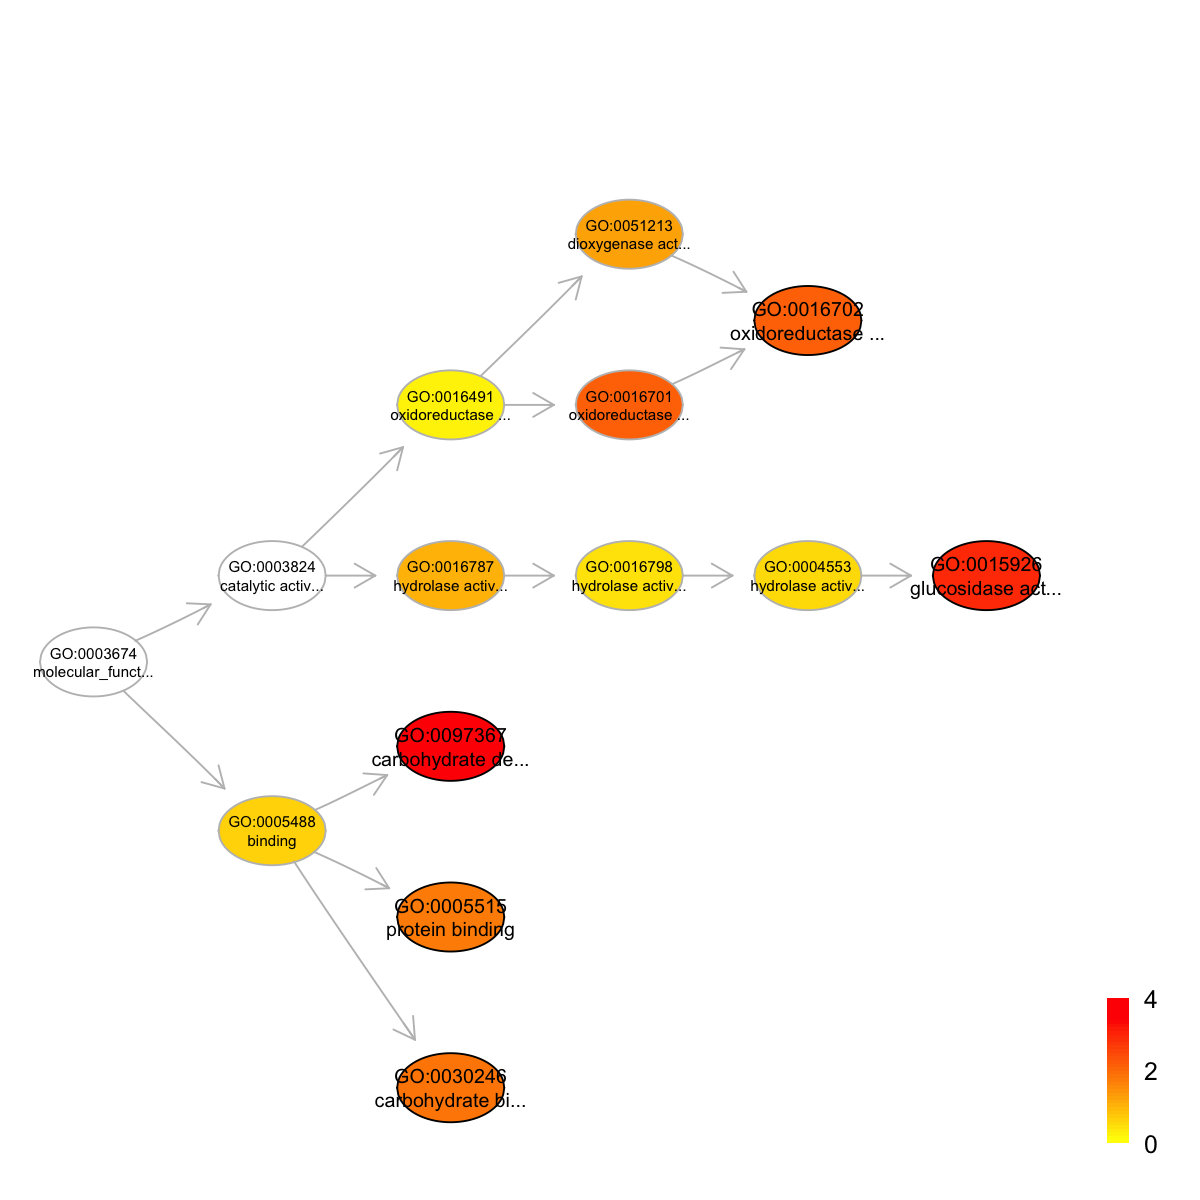 GO:0051213
dioxygenase act...
GO:0016702
oxidoreductase ...
GO:0016491
oxidoreductase ...
GO:0016701
oxidoreductase ...
GO:0003824
catalytic activ...
GO:0016787
hydrolase activ...
GO:0016798
hydrolase activ...
GO:0004553
hydrolase activ...
GO:0015926
glucosidase act...
GO:0003674
molecular_funct...
GO:0097367
carbohydrate de...
GO:0005488
binding
GO:0005515
protein binding
GO:0030246
carbohydrate bi...
4
2
0